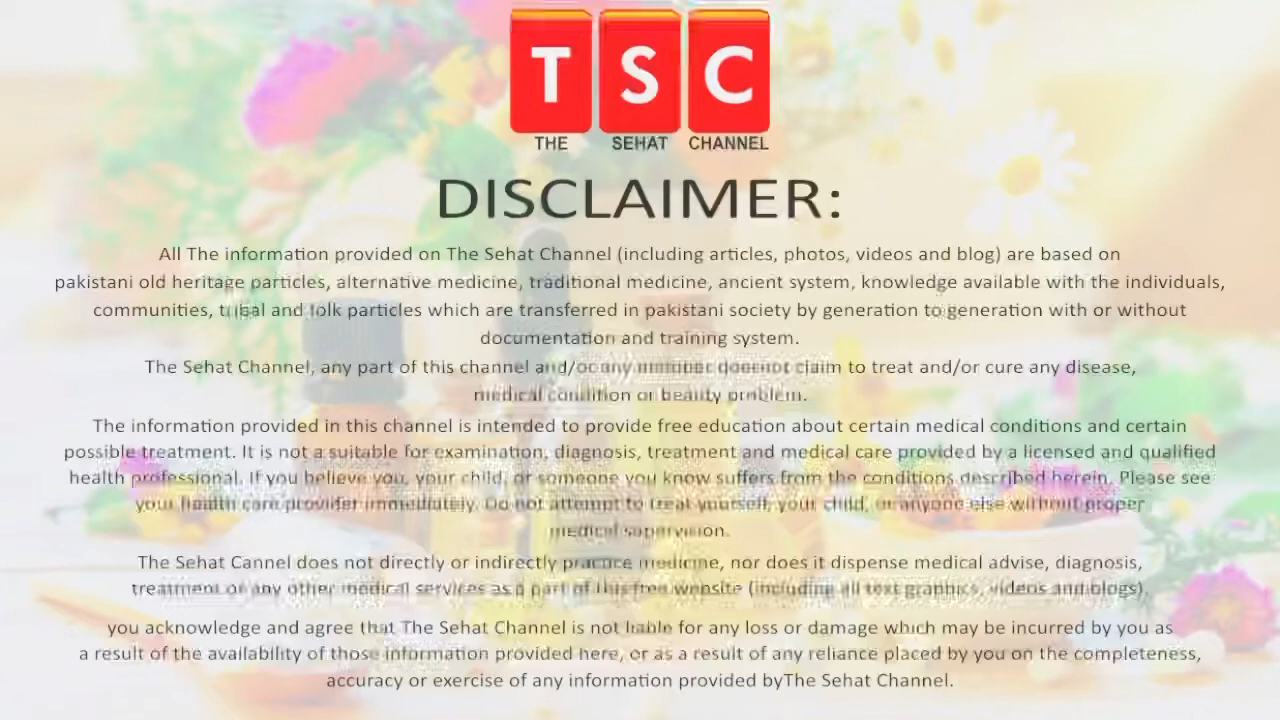 T S C
THE SEHAT CHANNEL
DISCLAIMER:
All The information provided on The Sehat Channel (including articles, photos, videos and blog) are based on
pakistani old heritage particles, alternative medicine, traditional medicine, ancient system, knowledge available with the individuals,
communities, tribal and folk particles which are transferred in pakistani society by generation to generation with or without
documentation and training system.
The Sehat Channel, any part of this channel and/or any member doesnot claim to treat and/or cure any disease,
medical condition or beauty problem.
The information provided in this channel is intended to provide free education about certain medical conditions and certain
possible treatment. It is not a suitable for examination, diagnosis, treatment and medical care provided by a licensed and qualified
health professional. If you believe you, your child, or someone you know suffers from the conditions described herein. Please see
your health care provider immediately. Do not attempt to treat yourself, your child, or anyone else without proper
medical supervision.
The Sehat Cannel does not directly or indirectly practice medicine, nor does it dispense medical advise, diagnosis,
treatment or any other medical services as a part of this free website (including all text graphics, videos and blogs).
you acknowledge and agree that The Sehat Channel is not liable for any loss or damage which may be incurred by you as
a result of the availability of those information provided here, or as a result of any reliance placed by you on the completeness,
accuracy or exercise of any information provided byThe Sehat Channel.